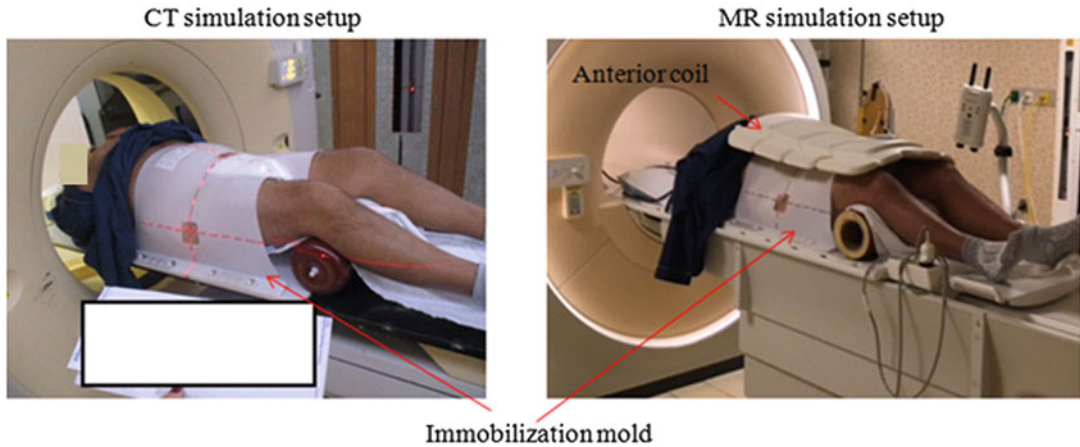 CT simulation setup
MR simulation setup
Anterior coil
Immobilization mold